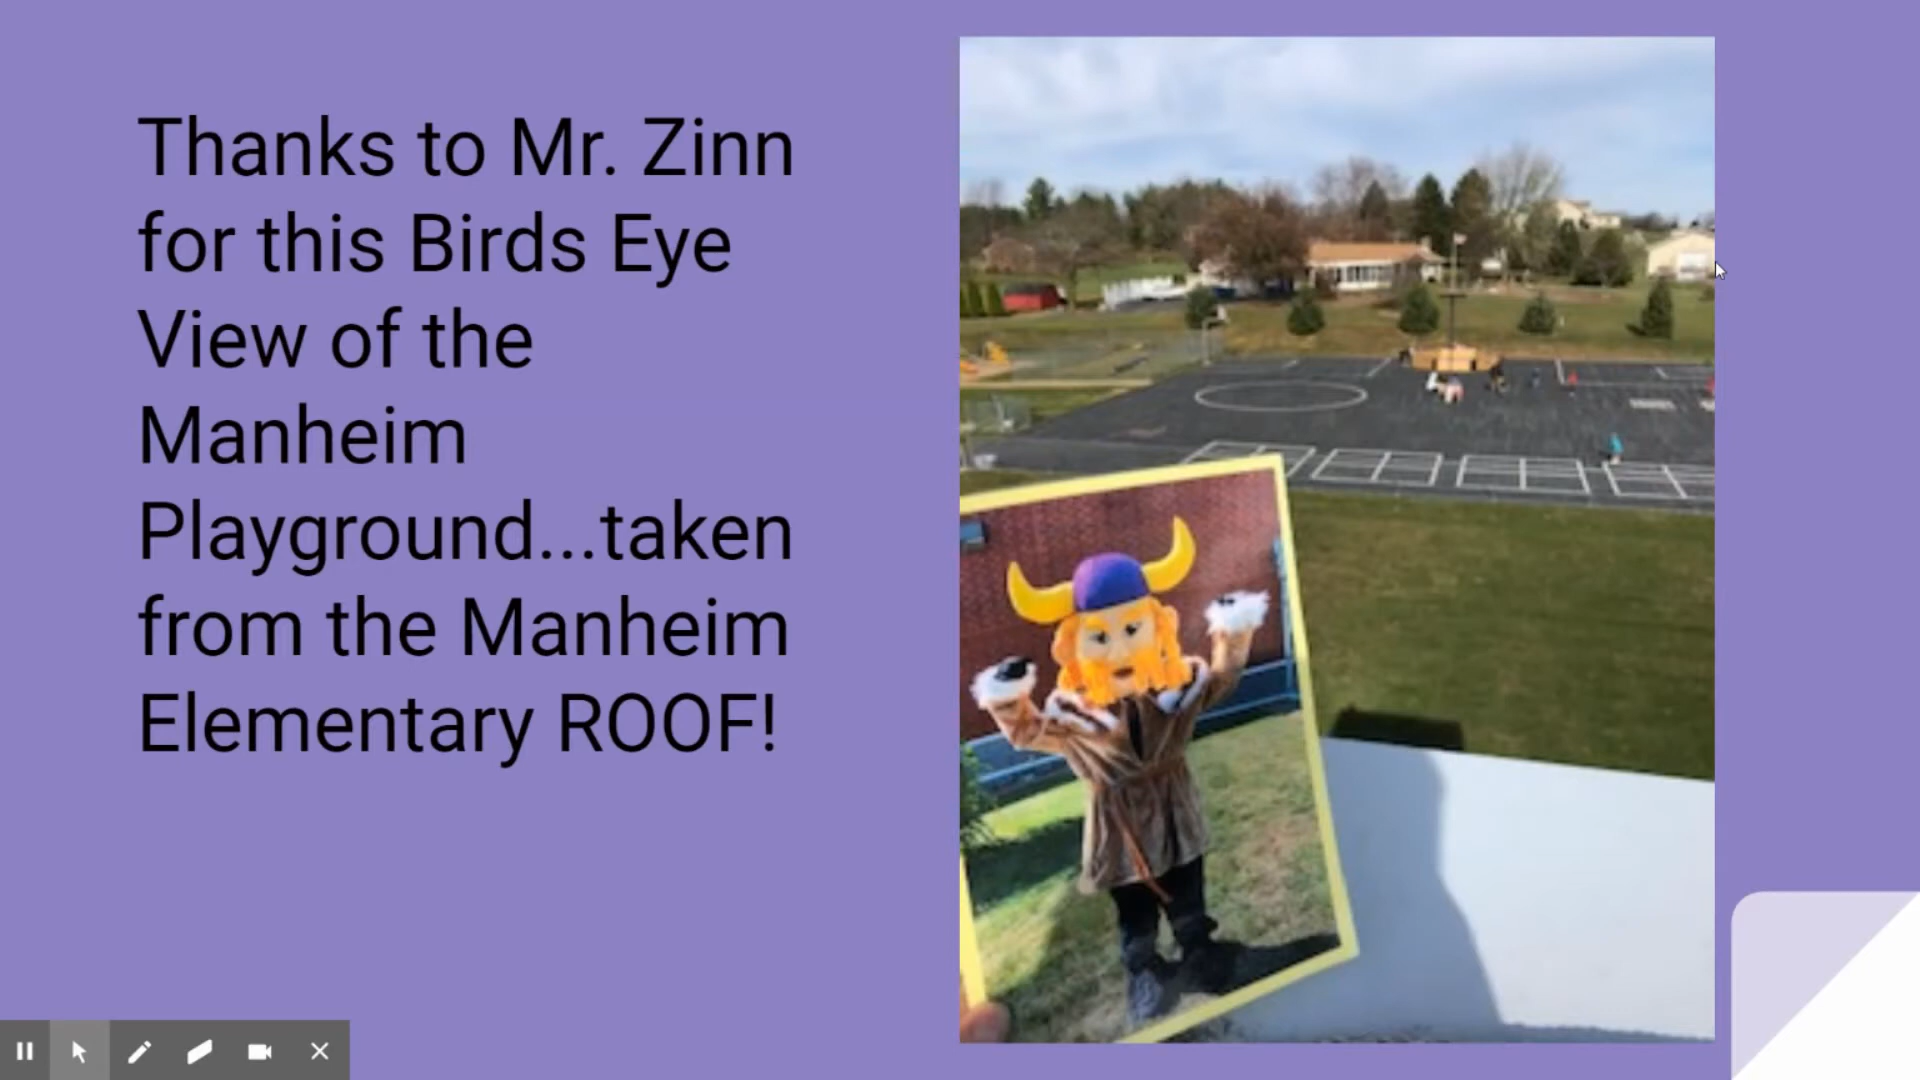 Thanks to Mr. Zinn
for this Birds Eye
View of the
Manheim
Playground...taken
from the Manheim
Elementary ROOF!